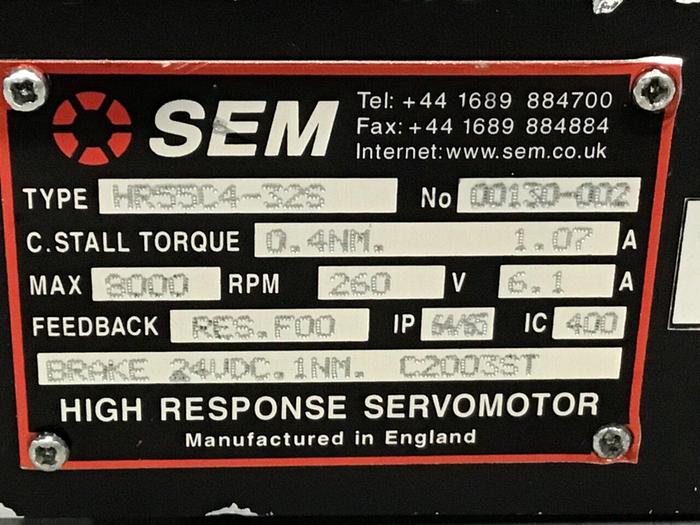 SEM
Tel: +44 1689 884700
Fax: +44 1689 884884
Internet: www.sem.co.uk
TYPE HR55C4-32S No 00130-002
C.STALL TORQUE 0.4NM. 1.07 A
MAX 8000 RPM 260 V 6.1 A
FEEDBACK RES.F00 IP 64/65 IC 400
BRAKE 24VDC.1NM. C2003ST
HIGH RESPONSE SERVOMOTOR
Manufactured in England